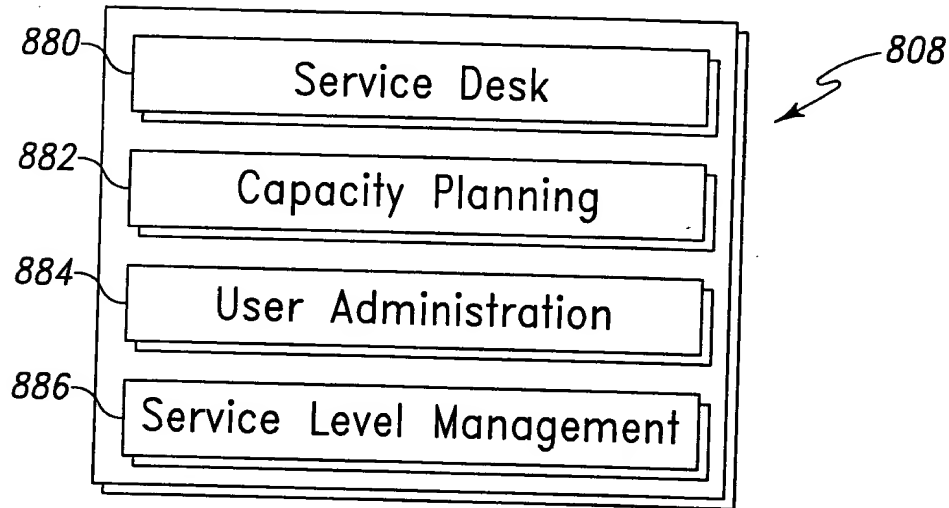 880
Service Desk
808
882
Capacity Planning
884
User Administration
886
Service Level Management